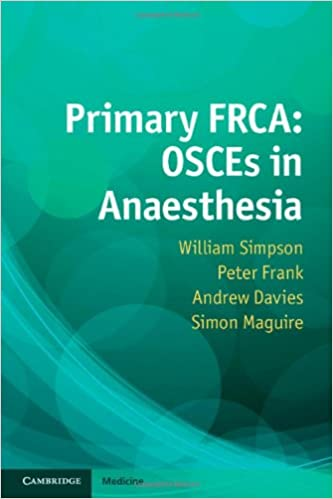 Primary FRCA:
OSCEs in
Anaesthesia
William Simpson
Peter Frank
Andrew Davies
Simon Maguire
CAMBRIDGE Medicine